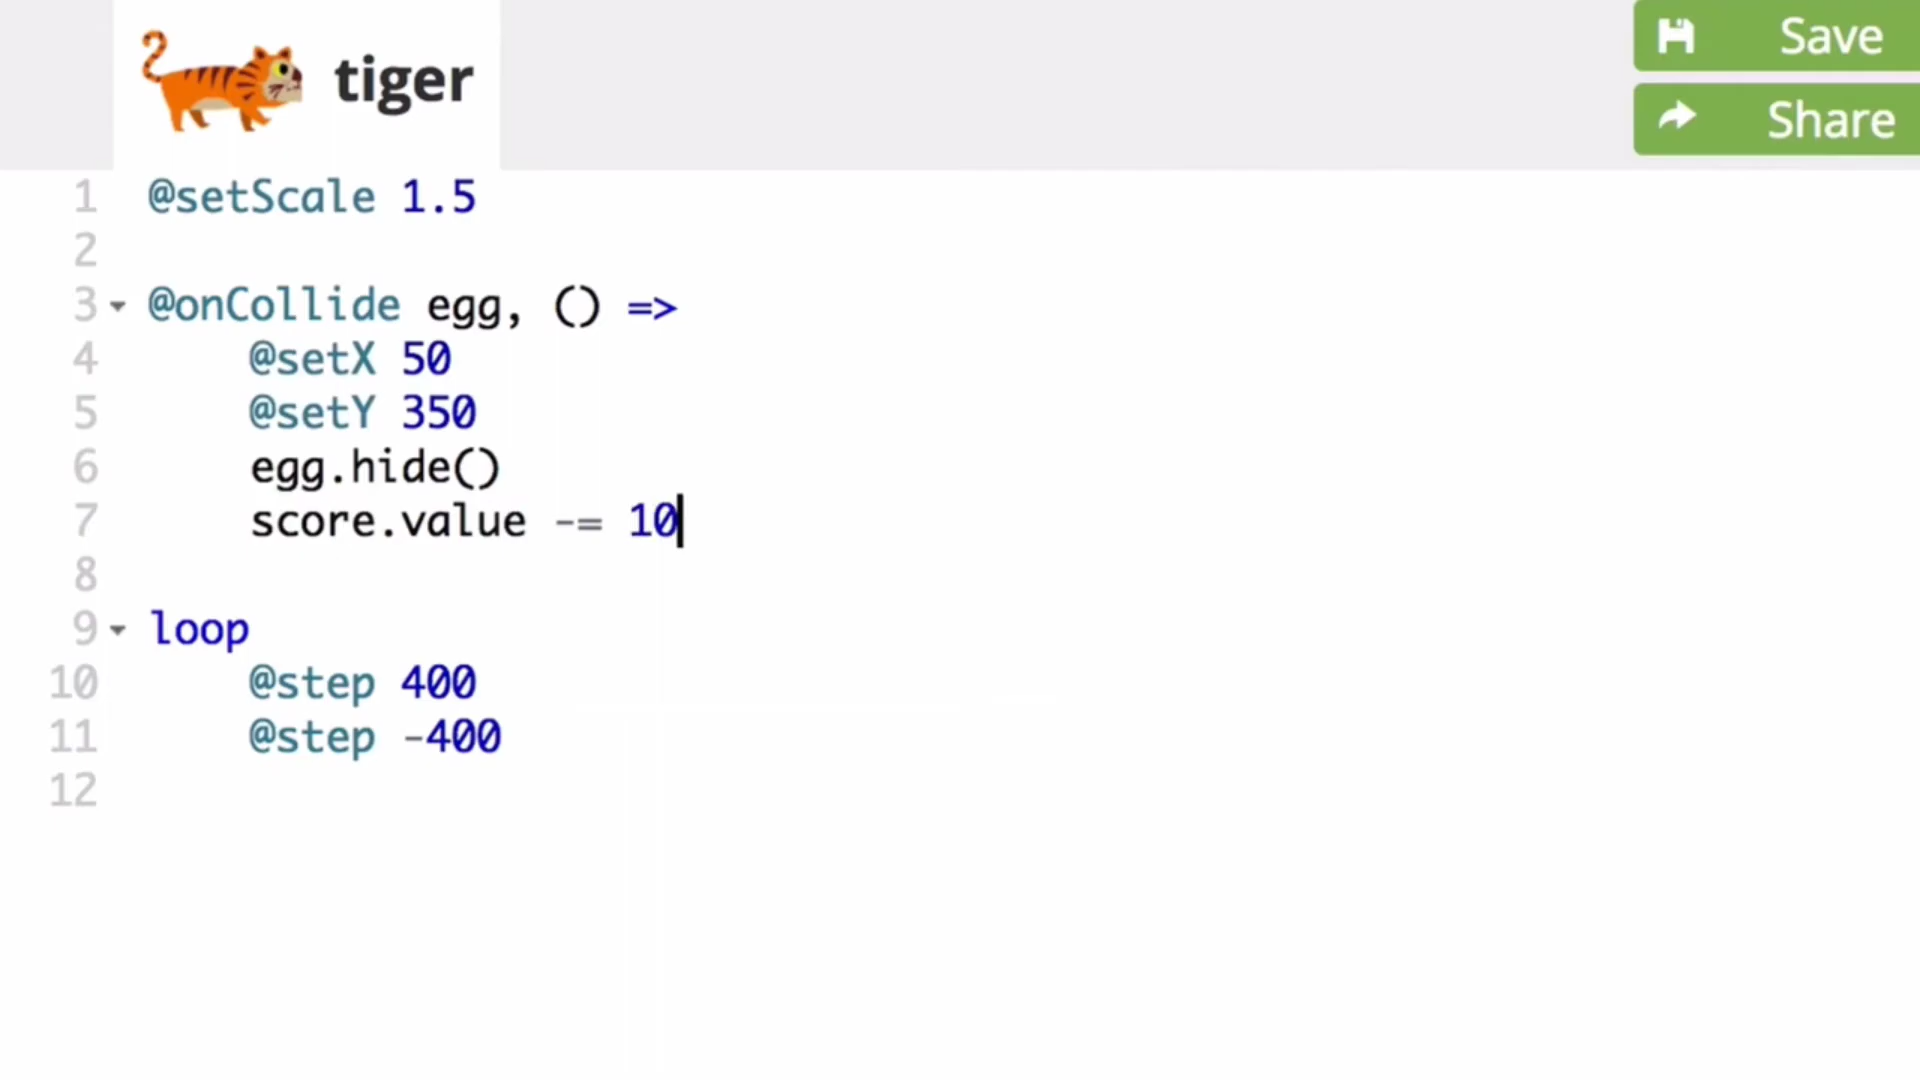 tiger
Save
Share
1 @setScale 1.5
2
3 @onCollide egg, () =>
4 @setX 50
5 @setY 350
6 egg.hide()
7 score.value -= 10
8
9 loop
10 @step 400
11 @step -400
12